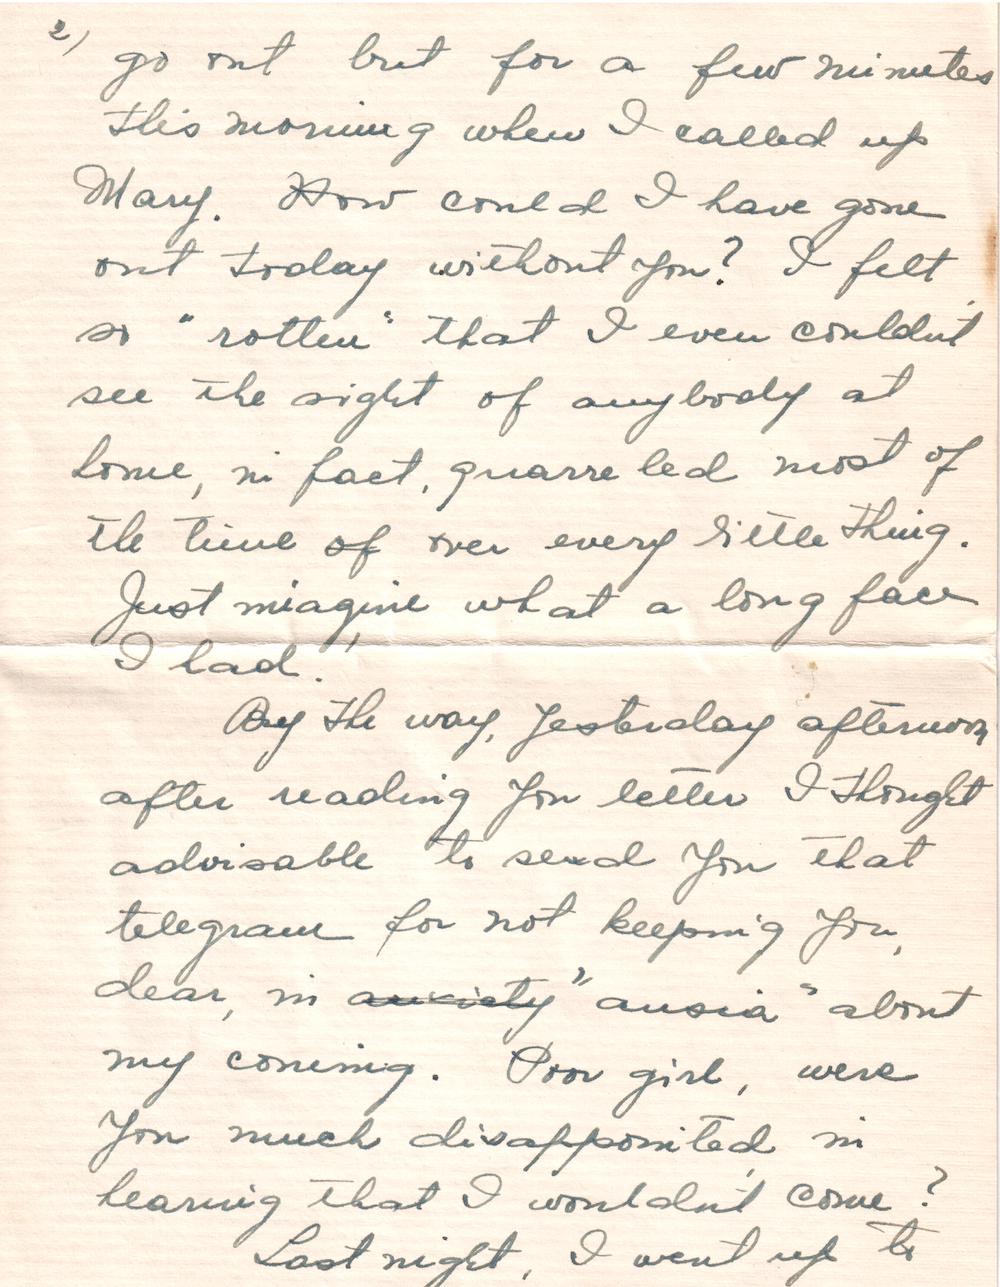 2)
go out but for a few minutes
this morning when I called up
Mary. How could I have gone
out today without you? I felt
so "rotten" that I even couldn't
see the sight of anybody at
home, in fact, quarreled most of
the time of over every little thing.
Just imagine what a long face
I had!
By the way, yesterday afternoon
after reading you letter I thought
advisable to send you that
telegram for not keeping you,
dear, in anxiety "ansia" about
my coming. Poor girl, were
you much disappointed in
hearing that I wouldn't come?
Last night, I went up to